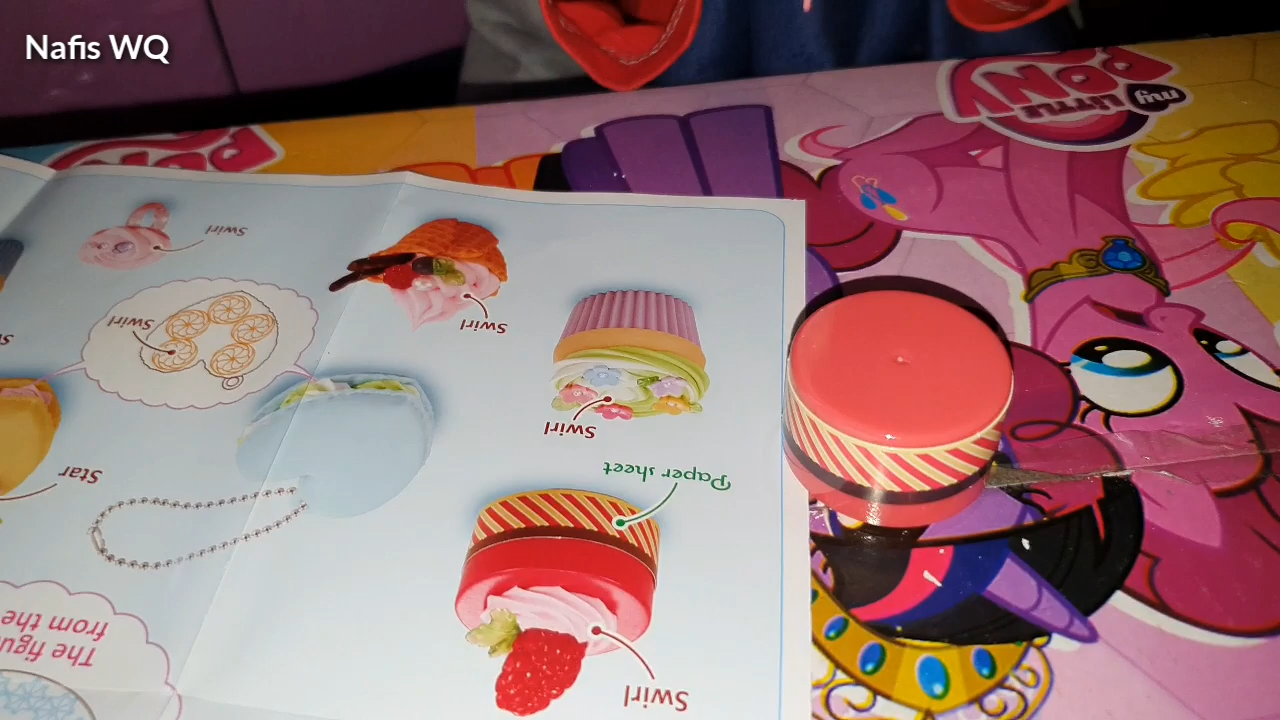 Nafis WQ
my
LITTLE
PONY
Swirl
Swirl
Swirl
Swirl
Star
Paper sheet
Swirl
The figu
from the